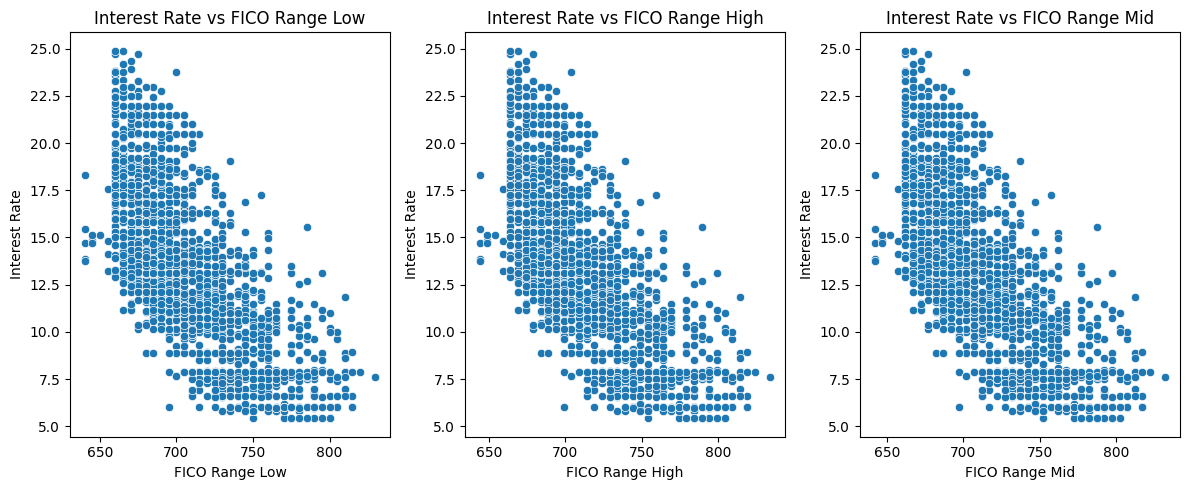 Interest Rate vs FICO Range Low
Interest Rate
25.0
22.5
20.0
17.5
15.0
12.5
10.0
7.5
5.0
650 700 750 800
FICO Range Low
Interest Rate vs FICO Range High
Interest Rate
25.0
22.5
20.0
17.5
15.0
12.5
10.0
7.5
5.0
650 700 750 800
FICO Range High
Interest Rate vs FICO Range Mid
Interest Rate
25.0
22.5
20.0
17.5
15.0
12.5
10.0
7.5
5.0
650 700 750 800
FICO Range Mid